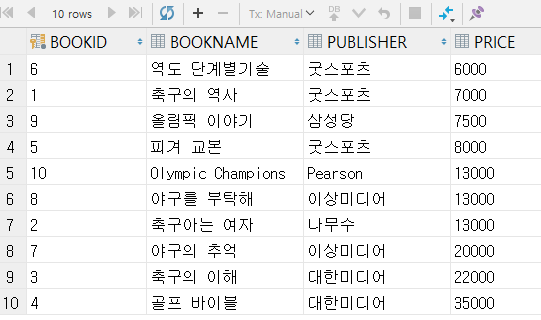 10 rows Tx: Manual DB
BOOKID BOOKNAME PUBLISHER PRICE
1 6 역도 단계별기술 굿스포츠 6000
2 1 축구의 역사 굿스포츠 7000
3 9 올림픽 이야기 삼성당 7500
4 5 피겨 교본 굿스포츠 8000
5 10 Olympic Champions Pearson 13000
6 8 야구를 부탁해 이상미디어 13000
7 2 축구아는 여자 나무수 13000
8 7 야구의 추억 이상미디어 20000
9 3 축구의 이해 대한미디어 22000
10 4 골프 바이블 대한미디어 35000